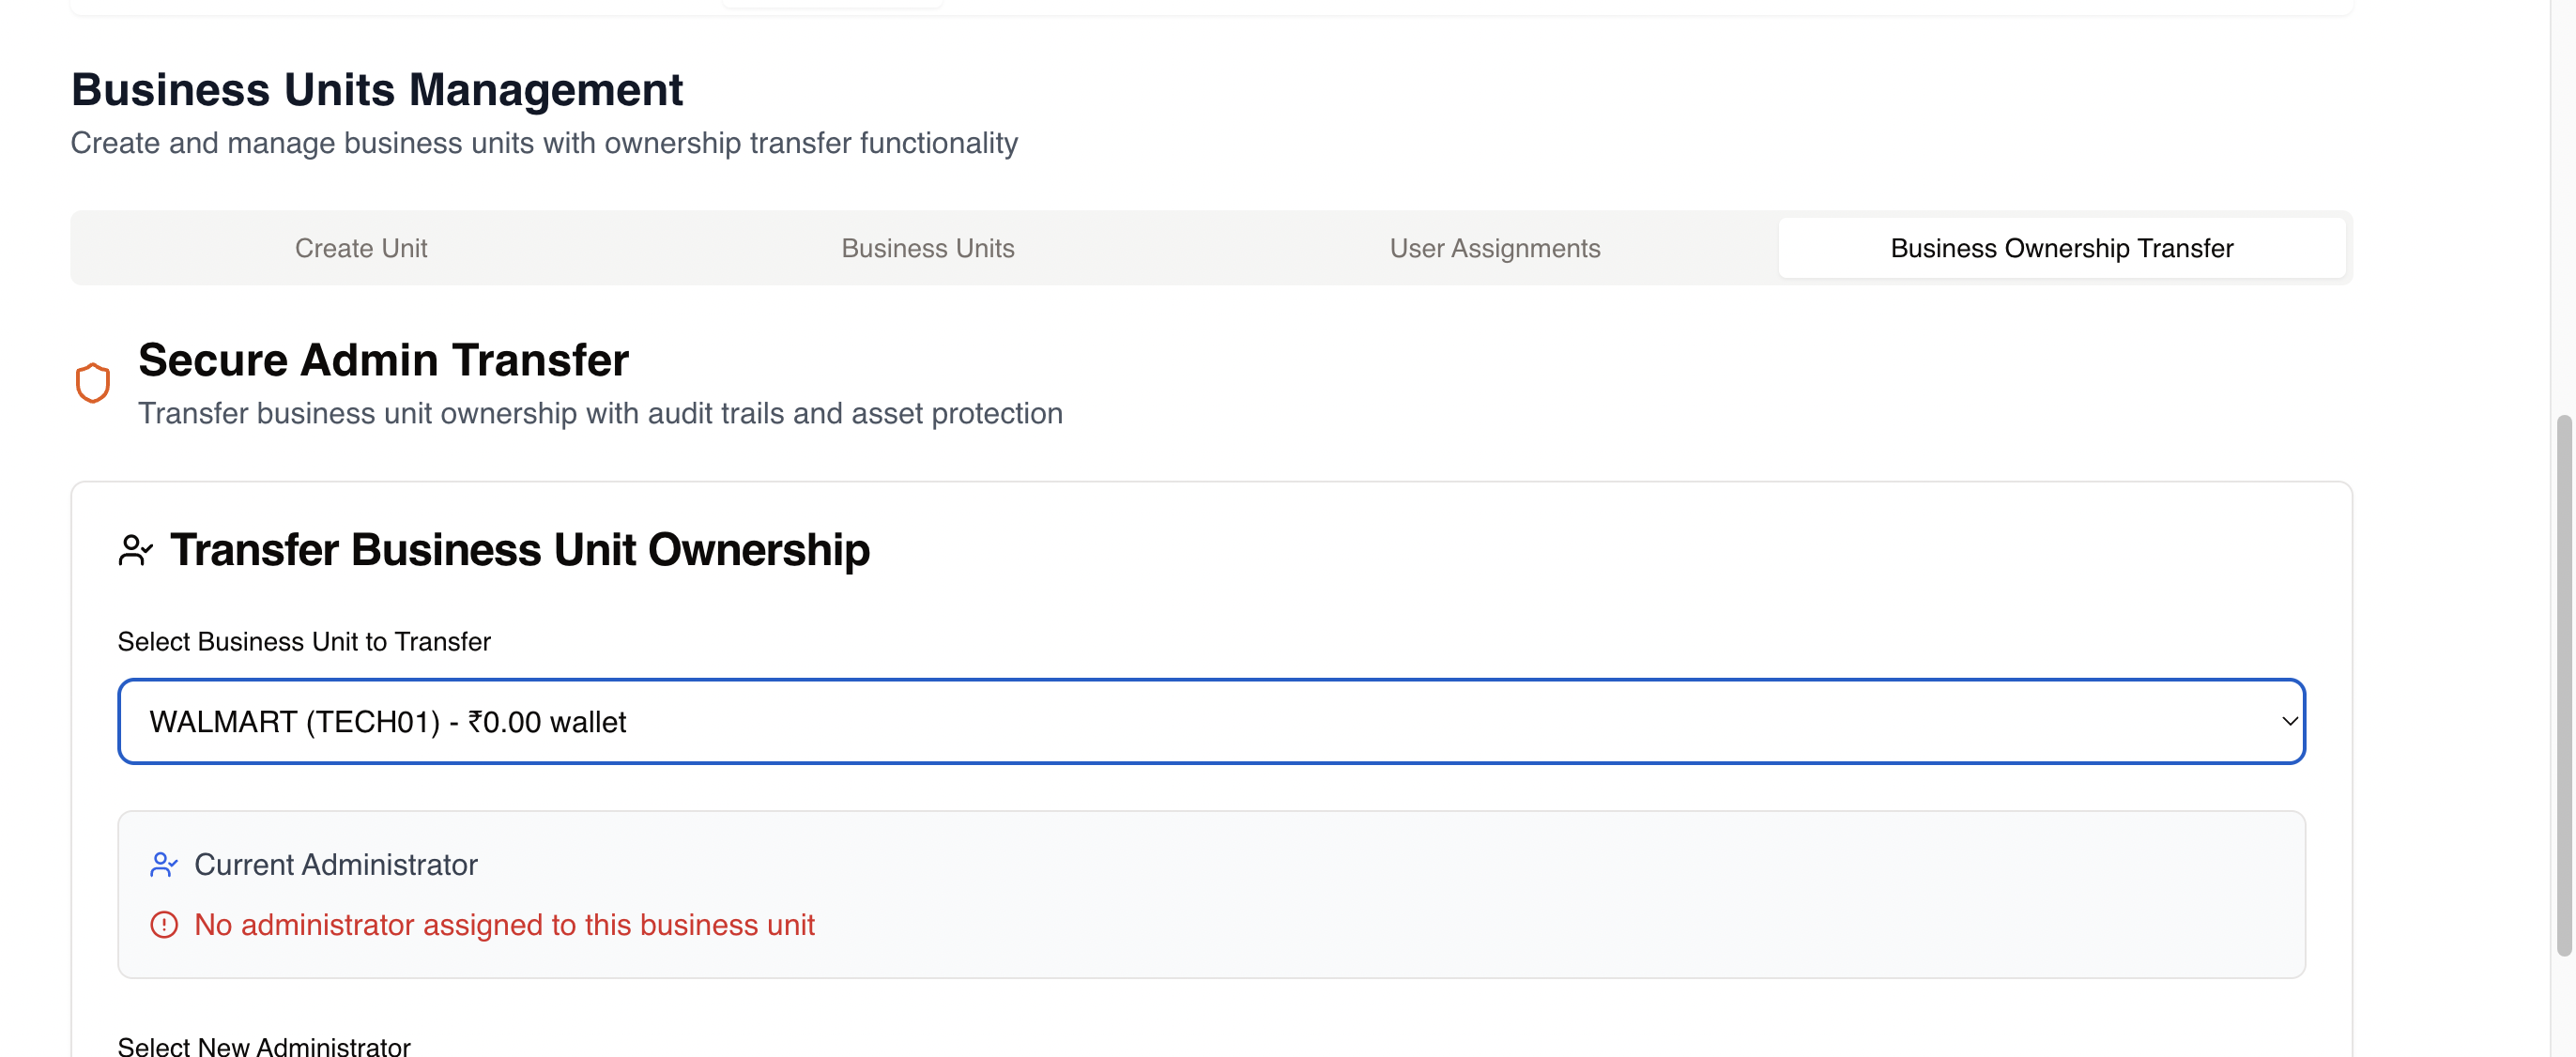 Business Units Management
Create and manage business units with ownership transfer functionality
Create Unit
Business Units
User Assignments
Business Ownership Transfer
Secure Admin Transfer
Transfer business unit ownership with audit trails and asset protection
Transfer Business Unit Ownership
Select Business Unit to Transfer
WALMART (TECH01) - ₹0.00 wallet
Current Administrator
No administrator assigned to this business unit
Select New Administrator